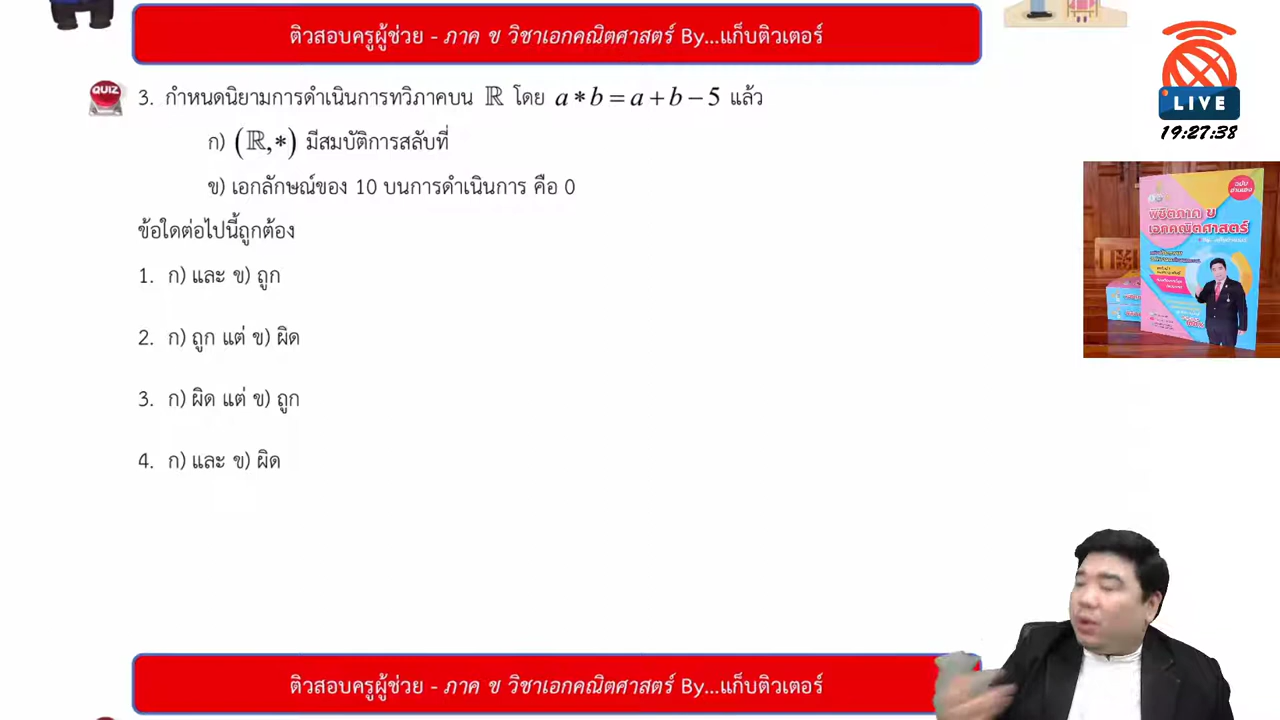 ติวสอบครูผู้ช่วย - ภาค ข วิชาเอกคณิตศาสตร์ By...แก็บติวเตอร์
LIVE
19:27:38
QUIZ
3. กำหนดนิยามการดำเนินการทวิภาคบน ℝ โดย a∗b=a+b−5 แล้ว
ก) (ℝ,∗) มีสมบัติการสลับที่
ข) เอกลักษณ์ของ 10 บนการดำเนินการ คือ 0
ข้อใดต่อไปนี้ถูกต้อง
1. ก) และ ข) ถูก
2. ก) ถูก แต่ ข) ผิด
3. ก) ผิด แต่ ข) ถูก
4. ก) และ ข) ผิด
พิชิตภาค ข
เอกคณิตศาสตร์
ติวสอบครูผู้ช่วย - ภาค ข วิชาเอกคณิตศาสตร์ By...แก็บติวเตอร์